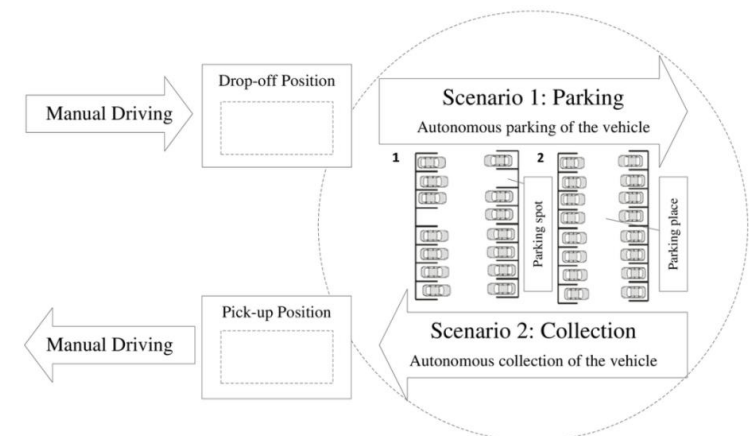 Manual Driving
Drop-off Position
Scenario 1: Parking
Autonomous parking of the vehicle
1
2
Parking spot
Parking place
Pick-up Position
Manual Driving
Scenario 2: Collection
Autonomous collection of the vehicle